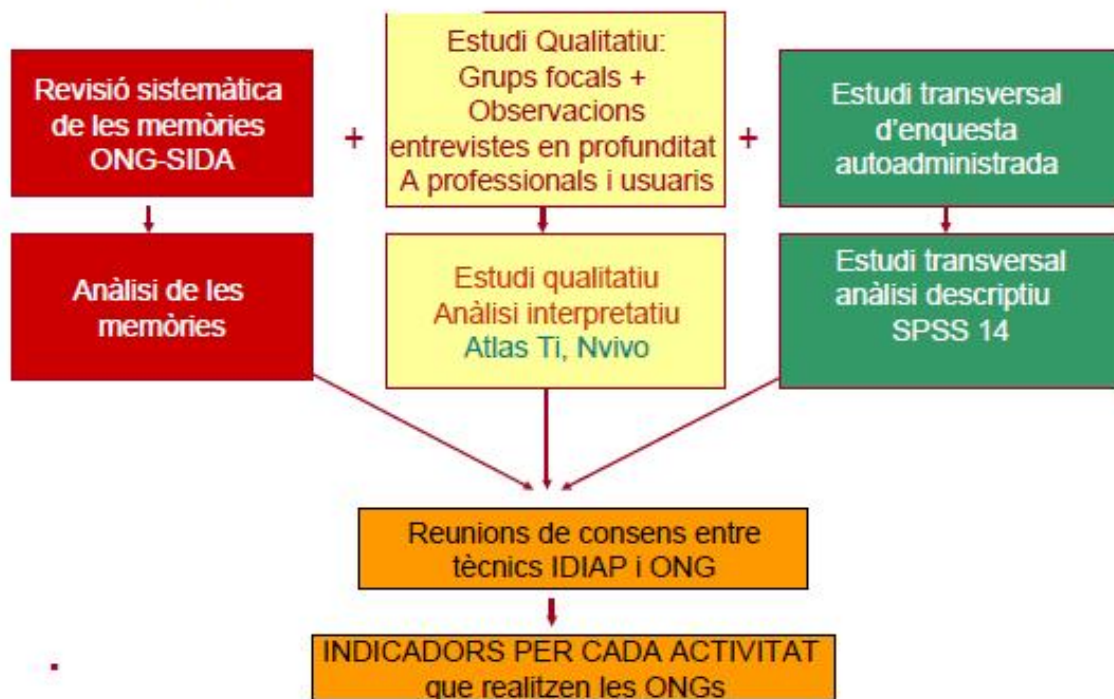 Revisió sistemàtica
de les memòries
ONG-SIDA
+
Estudi Qualitatiu:
Grups focals +
Observacions
entrevistes en profunditat
A professionals i usuaris
+
Estudi transversal
d'enquesta
autoadministrada
Anàlisi de les
memòries
Estudi qualitatiu
Anàlisi interpretatiu
Atlas Ti, Nvivo
Estudi transversal
anàlisi descriptiu
SPSS 14
Reunions de consens entre
tècnics IDIAP i ONG
INDICADORS PER CADA ACTIVITAT
que realitzen les ONGs